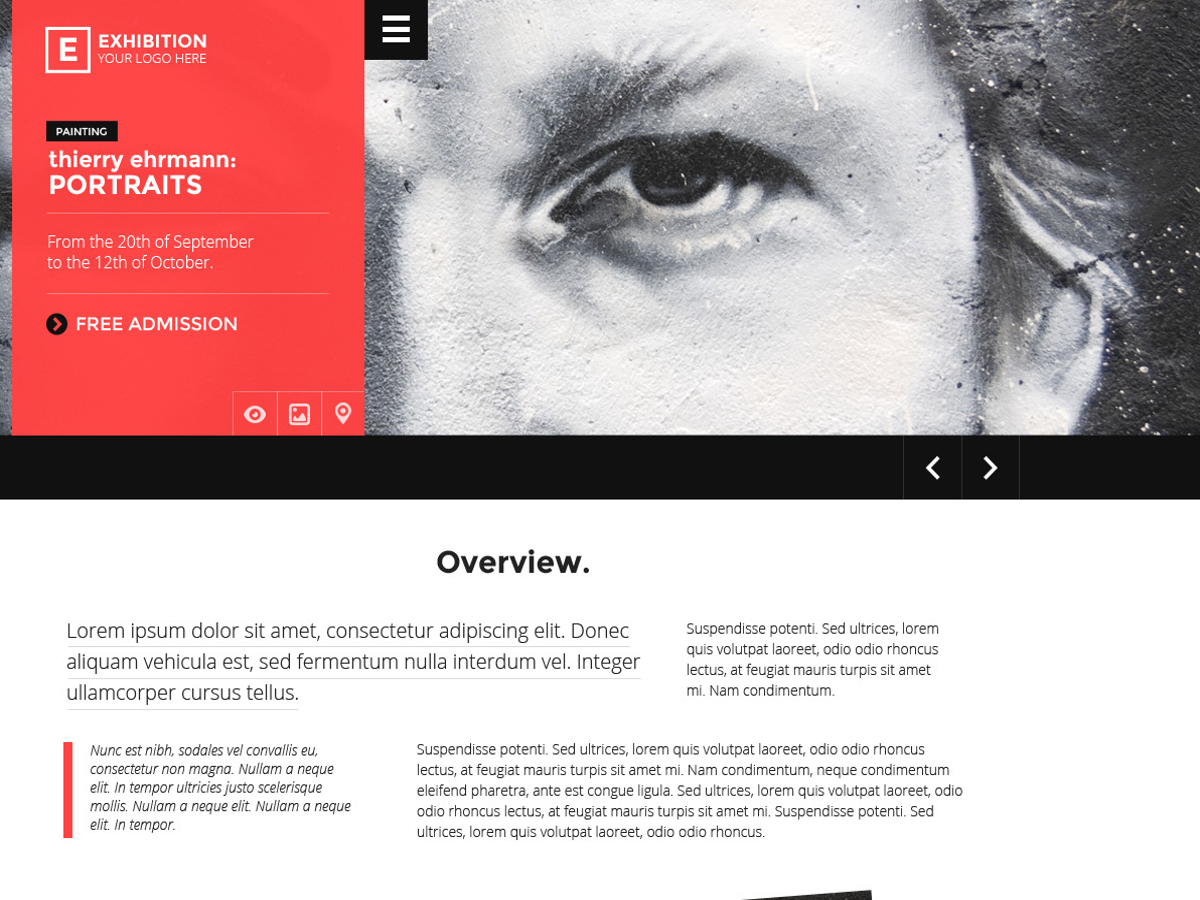 E
EXHIBITION
YOUR LOGO HERE
PAINTING
thierry ehrmann:
PORTRAITS
From the 20th of September
to the 12th of October.
FREE ADMISSION
Overview.
Lorem ipsum dolor sit amet, consectetur adipiscing elit. Donec
aliquam vehicula est, sed fermentum nulla interdum vel. Integer
ullamcorper cursus tellus.
Suspendisse potenti. Sed ultrices, lorem
quis volutpat laoreet, odio odio rhoncus
lectus, at feugiat mauris turpis sit amet
mi. Nam condimentum.
Nunc est nibh, sodales vel convallis eu,
consectetur non magna. Nullam a neque
elit. In tempor ultricies justo scelerisque
mollis. Nullam a neque elit. Nullam a neque
elit. In tempor.
Suspendisse potenti. Sed ultrices, lorem quis volutpat laoreet, odio odio rhoncus
lectus, at feugiat mauris turpis sit amet mi. Nam condimentum, neque condimentum
eleifend pharetra, ante est congue ligula. Sed ultrices, lorem quis volutpat laoreet, odio
odio rhoncus lectus, at feugiat mauris turpis sit amet mi. Suspendisse potenti. Sed
ultrices, lorem quis volutpat laoreet, odio odio rhoncus.